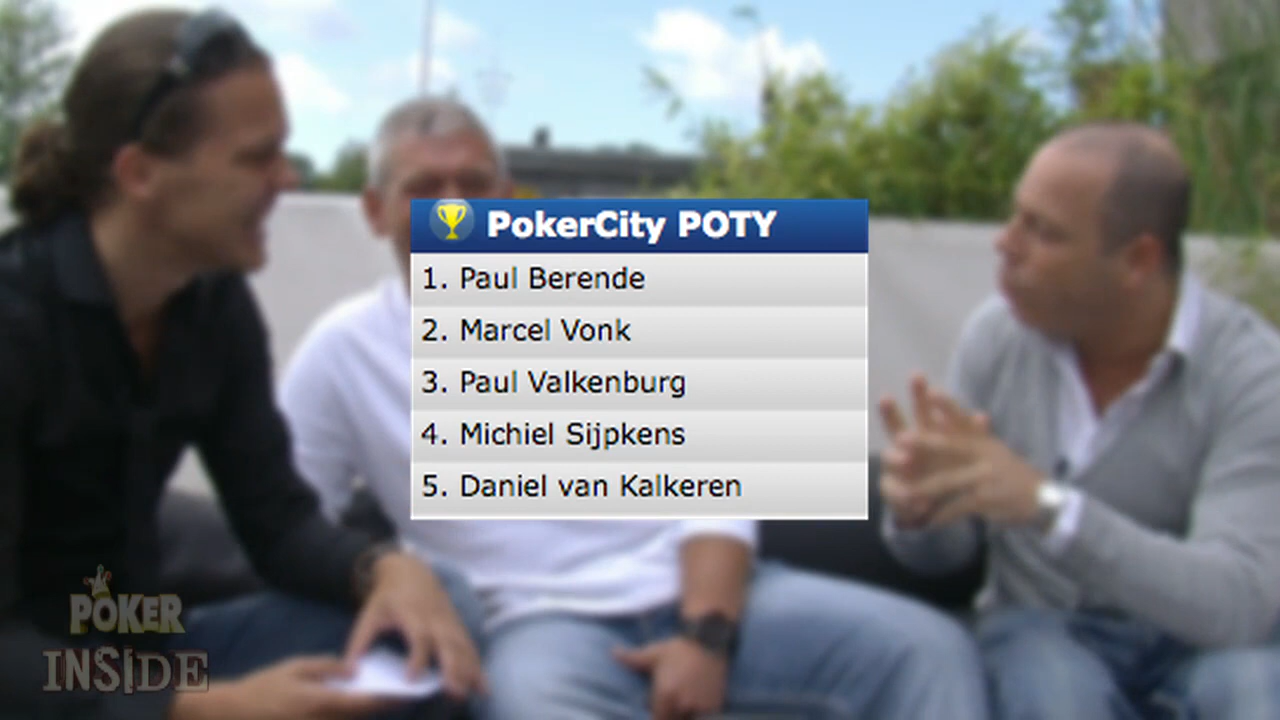 PokerCity POTY
1. Paul Berende
2. Marcel Vonk
3. Paul Valkenburg
4. Michiel Sijpkens
5. Daniel van Kalkeren
POKER
INSIDE